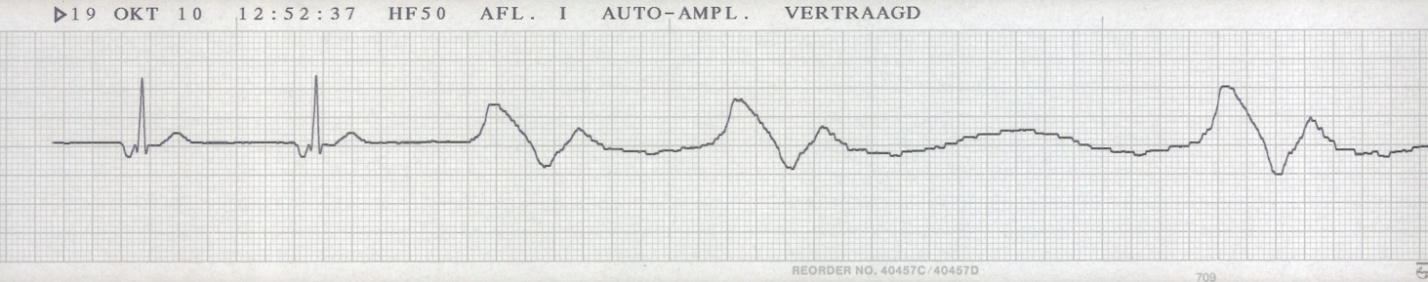 ▷19 OKT 10 12:52:37 HF50 AFL. I AUTO-AMPL. VERTRAAGD
REORDER NO. 40457C/40457D
709